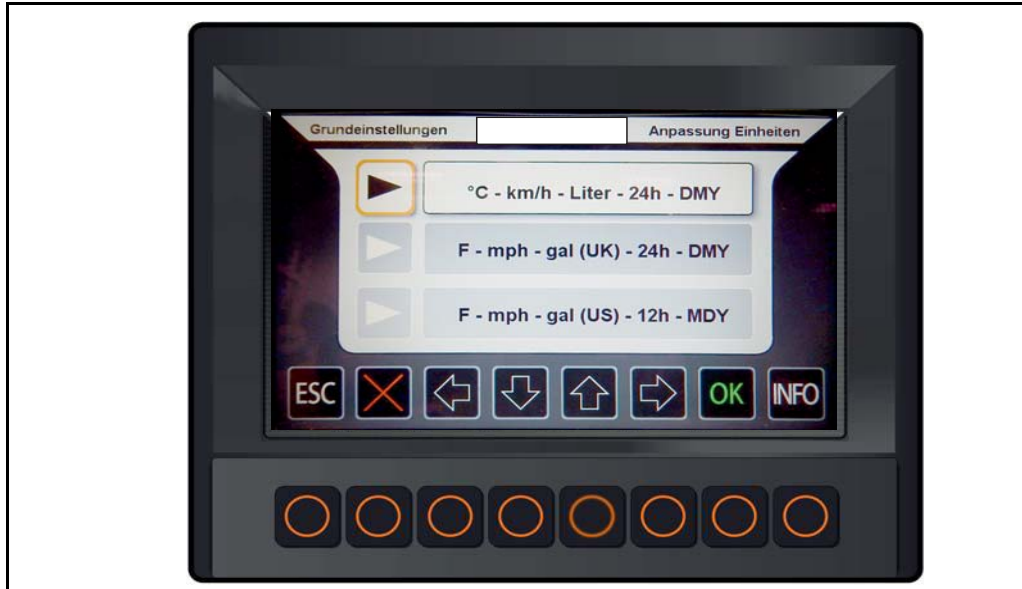 Grundeinstellungen Anpassung Einheiten
°C - km/h - Liter - 24h - DMY
F - mph - gal (UK) - 24h - DMY
F - mph - gal (US) - 12h - MDY
ESC OK INFO